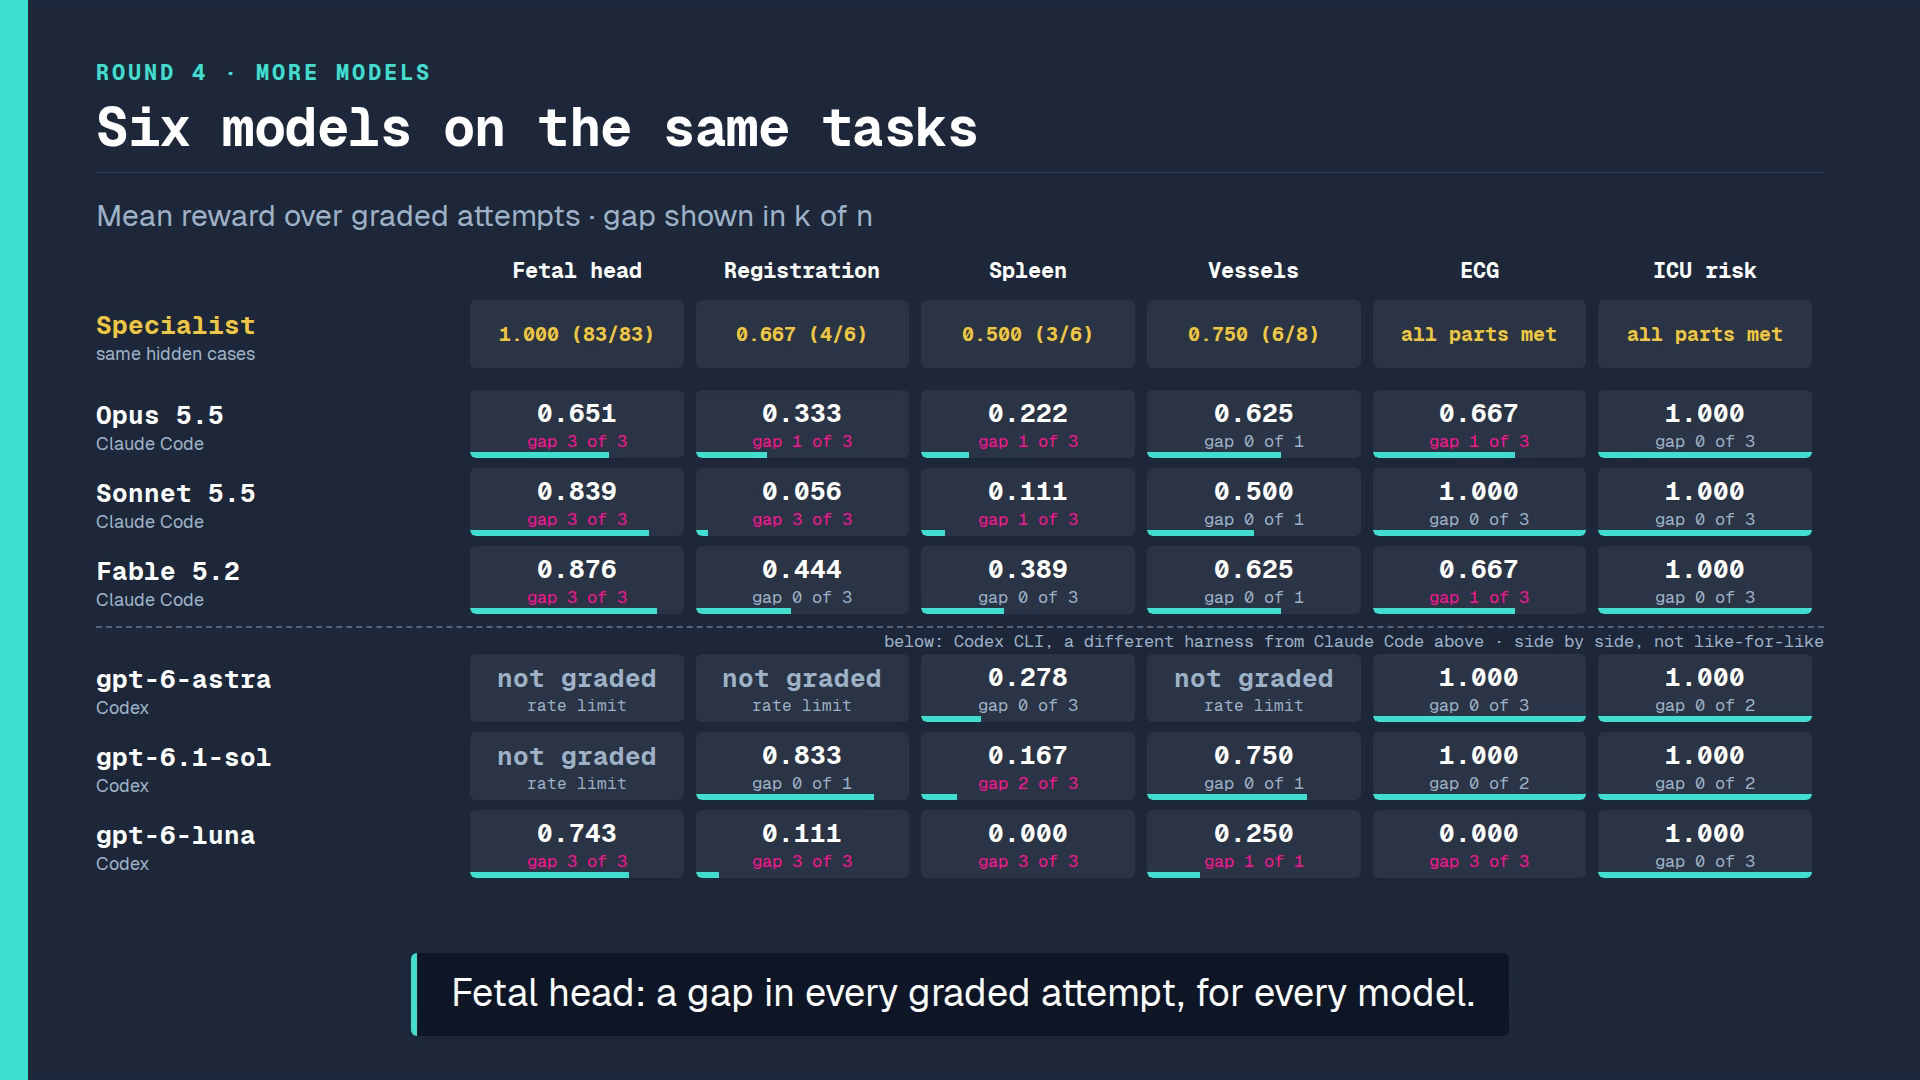 ROUND 4 · MORE MODELS
Six models on the same tasks
Mean reward over graded attempts · gap shown in k of n
Fetal head Registration Spleen Vessels ECG ICU risk
Specialist 1.000 (83/83) 0.667 (4/6) 0.500 (3/6) 0.750 (6/8) all parts met all parts met
same hidden cases
Opus 5.5 0.651 0.333 0.222 0.625 0.667 1.000
Claude Code gap 3 of 3 gap 1 of 3 gap 1 of 3 gap 0 of 1 gap 1 of 3 gap 0 of 3
Sonnet 5.5 0.839 0.056 0.111 0.500 1.000 1.000
Claude Code gap 3 of 3 gap 3 of 3 gap 1 of 3 gap 0 of 1 gap 0 of 3 gap 0 of 3
Fable 5.2 0.876 0.444 0.389 0.625 0.667 1.000
Claude Code gap 3 of 3 gap 0 of 3 gap 0 of 3 gap 0 of 1 gap 1 of 3 gap 0 of 3
below: Codex CLI, a different harness from Claude Code above · side by side, not like-for-like
gpt-6-astra not graded not graded 0.278 not graded 1.000 1.000
Codex rate limit rate limit gap 0 of 3 rate limit gap 0 of 3 gap 0 of 2
gpt-6.1-sol not graded 0.833 0.167 0.750 1.000 1.000
Codex rate limit gap 0 of 1 gap 2 of 3 gap 0 of 1 gap 0 of 2 gap 0 of 2
gpt-6-luna 0.743 0.111 0.000 0.250 0.000 1.000
Codex gap 3 of 3 gap 3 of 3 gap 3 of 3 gap 1 of 1 gap 3 of 3 gap 0 of 3
Fetal head: a gap in every graded attempt, for every model.